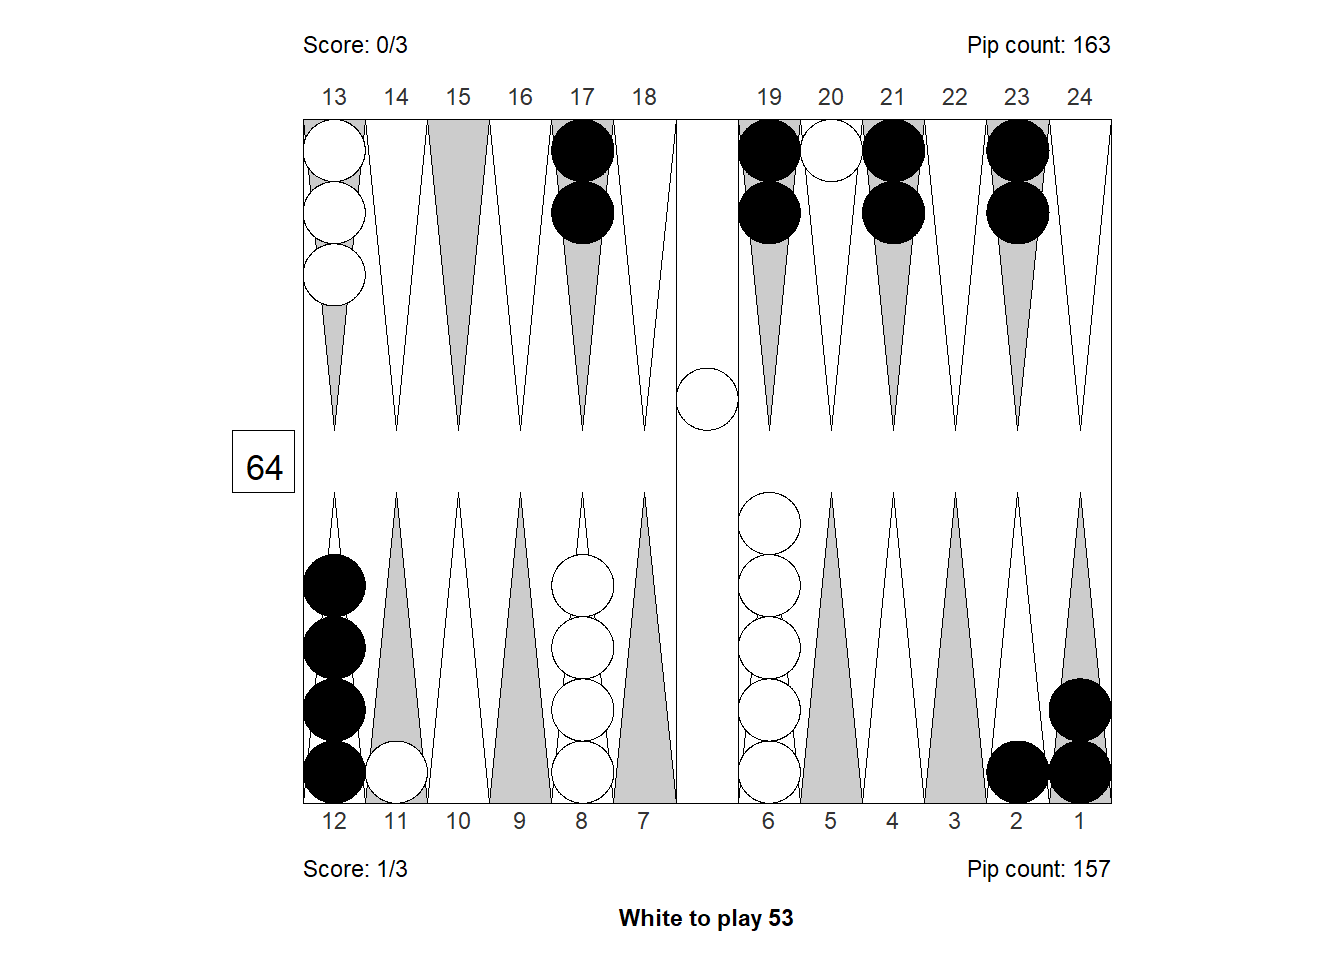 Score: 0/3 Pip count: 163
13 14 15 16 17 18 19 20 21 22 23 24
64
12 11 10 9 8 7 6 5 4 3 2 1
Score: 1/3 Pip count: 157
White to play 53